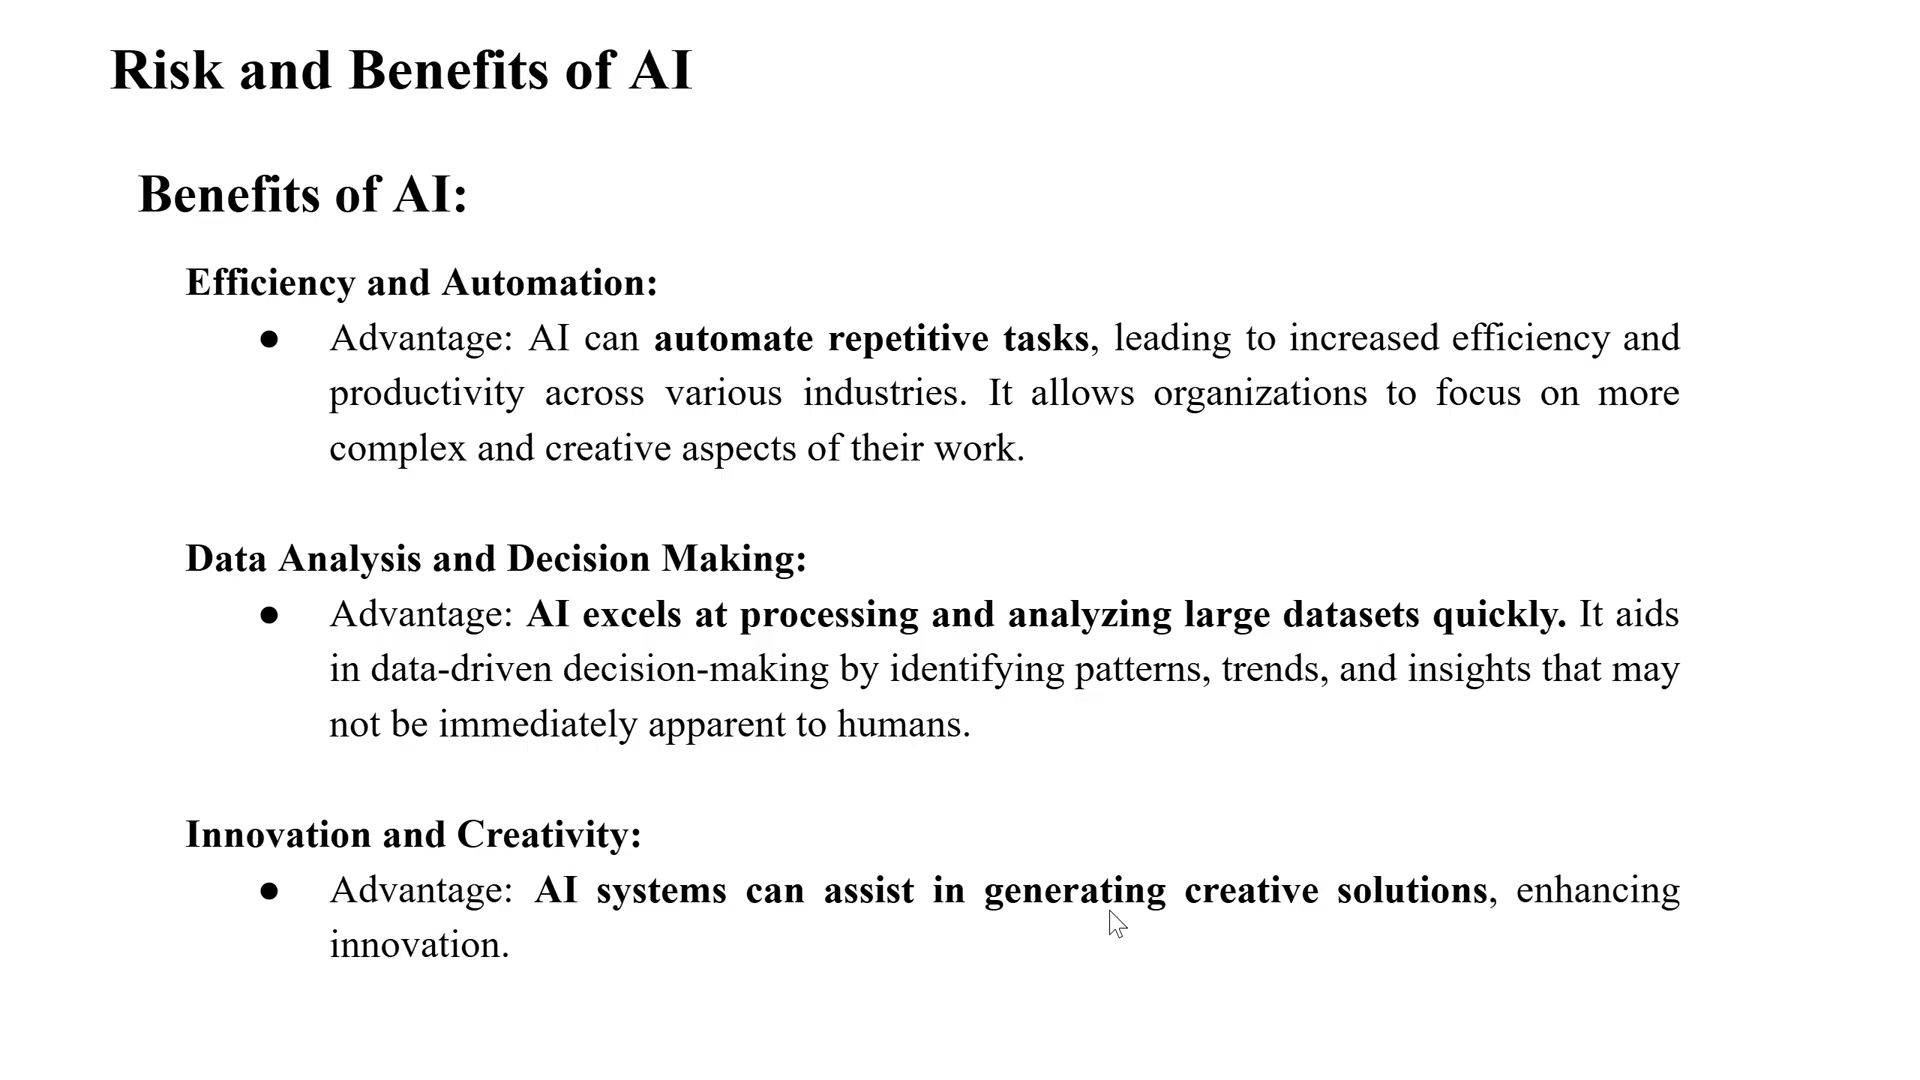 Risk and Benefits of AI
Benefits of AI:
Efficiency and Automation:
● Advantage: AI can automate repetitive tasks, leading to increased efficiency and
productivity across various industries. It allows organizations to focus on more
complex and creative aspects of their work.
Data Analysis and Decision Making:
● Advantage: AI excels at processing and analyzing large datasets quickly. It aids
in data-driven decision-making by identifying patterns, trends, and insights that may
not be immediately apparent to humans.
Innovation and Creativity:
● Advantage: AI systems can assist in generating creative solutions, enhancing
innovation.